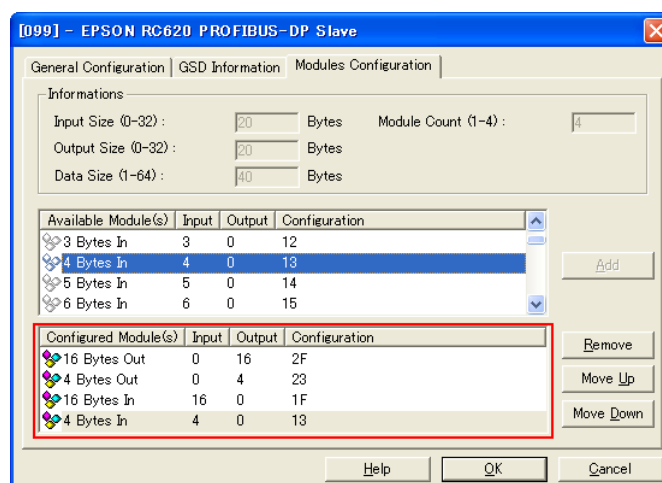 [099] - EPSON RC620 PROFIBUS-DP Slave
General Configuration GSD Information Modules Configuration
Informations
Input Size (0-32) : 20 Bytes Module Count (1-4) : 4
Output Size (0-32) : 20 Bytes
Data Size (1-64) : 40 Bytes
Available Module(s) Input Output Configuration
3 Bytes In 3 0 12
4 Bytes In 4 0 13
5 Bytes In 5 0 14
6 Bytes In 6 0 15
Add
Configured Module(s) Input Output Configuration
16 Bytes Out 0 16 2F
4 Bytes Out 0 4 23
16 Bytes In 16 0 1F
4 Bytes In 4 0 13
Remove
Move Up
Move Down
Help OK Cancel